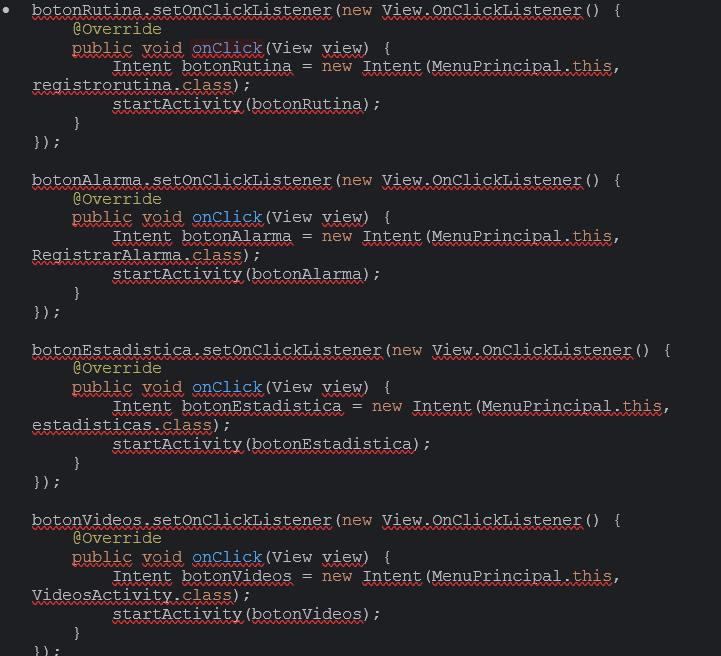 botonRutina.setOnClickListener(new View.OnClickListener() {
@Override
public void onClick(View view) {
Intent botonRutina = new Intent(MenuPrincipal.this,
registrorutina.class);
startActivity(botonRutina);
}
});
botonAlarma.setOnClickListener(new View.OnClickListener() {
@Override
public void onClick(View view) {
Intent botonAlarma = new Intent(MenuPrincipal.this,
RegistrarAlarma.class);
startActivity(botonAlarma);
}
});
botonEstadistica.setOnClickListener(new View.OnClickListener() {
@Override
public void onClick(View view) {
Intent botonEstadistica = new Intent(MenuPrincipal.this,
estadisticas.class);
startActivity(botonEstadistica);
}
});
botonVideos.setOnClickListener(new View.OnClickListener() {
@Override
public void onClick(View view) {
Intent botonVideos = new Intent(MenuPrincipal.this,
VideosActivity.class);
startActivity(botonVideos);
}
});